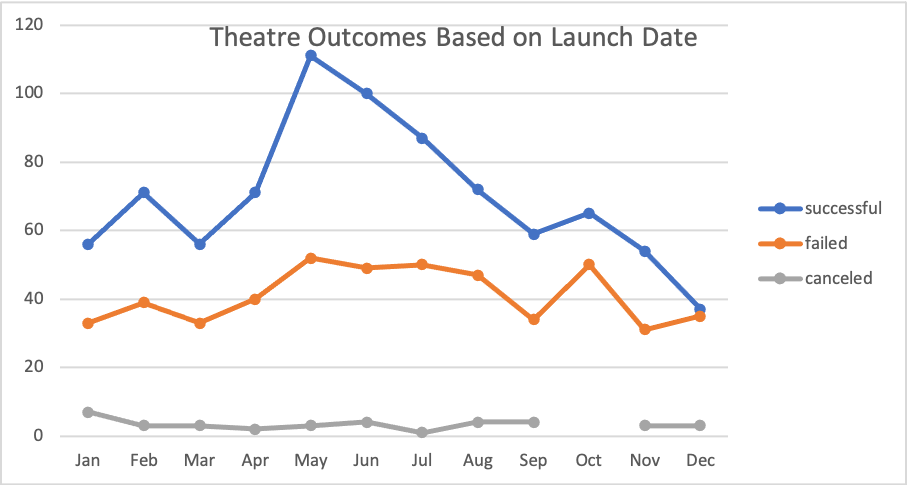 Theatre Outcomes Based on Launch Date
120
100
80
60
40
20
0
Jan Feb Mar Apr May Jun Jul Aug Sep Oct Nov Dec
successful
failed
canceled